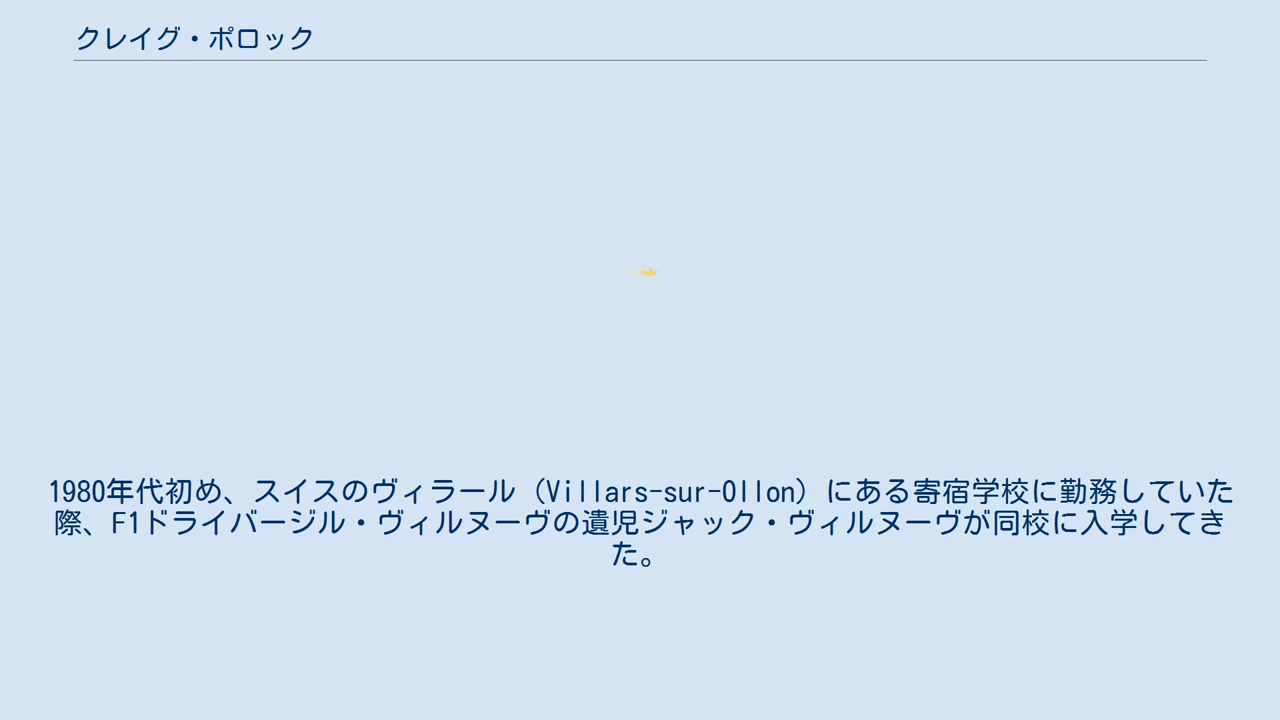 クレイグ・ポロック
1980年代初め、スイスのヴィラール（Villars-sur-Ollon）にある寄宿学校に勤務していた
際、F1ドライバージル・ヴィルヌーヴの遺児ジャック・ヴィルヌーヴが同校に入学してき
た。